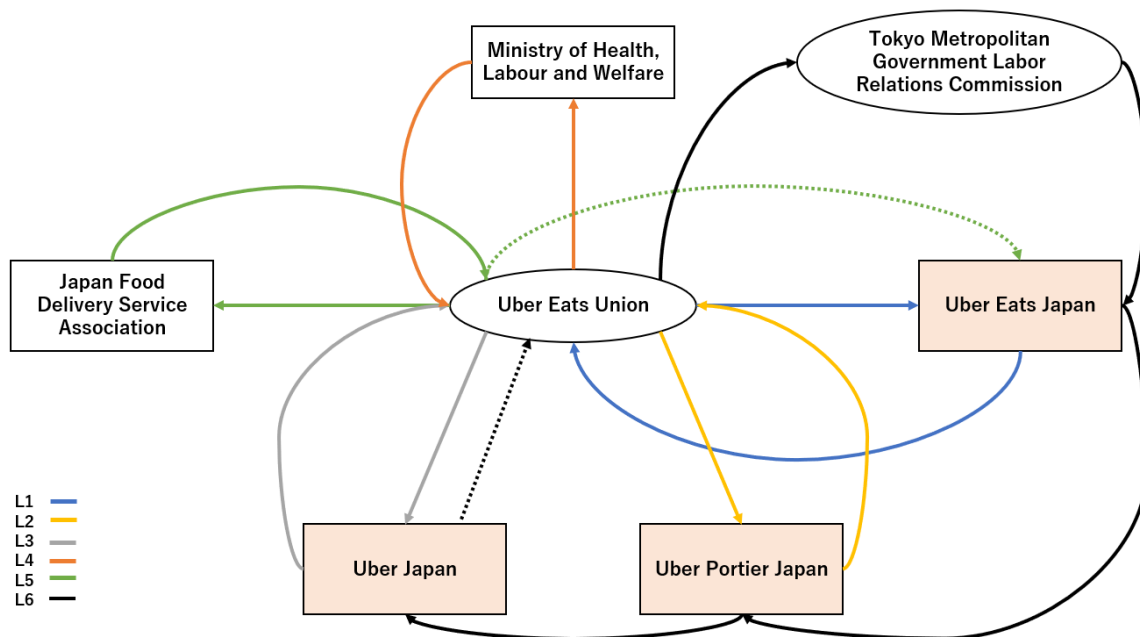 Ministry of Health,
Labour and Welfare
Tokyo Metropolitan
Government Labor
Relations Commission
Japan Food
Delivery Service
Association
Uber Eats Union
Uber Eats Japan
Uber Japan
Uber Portier Japan
L1
L2
L3
L4
L5
L6